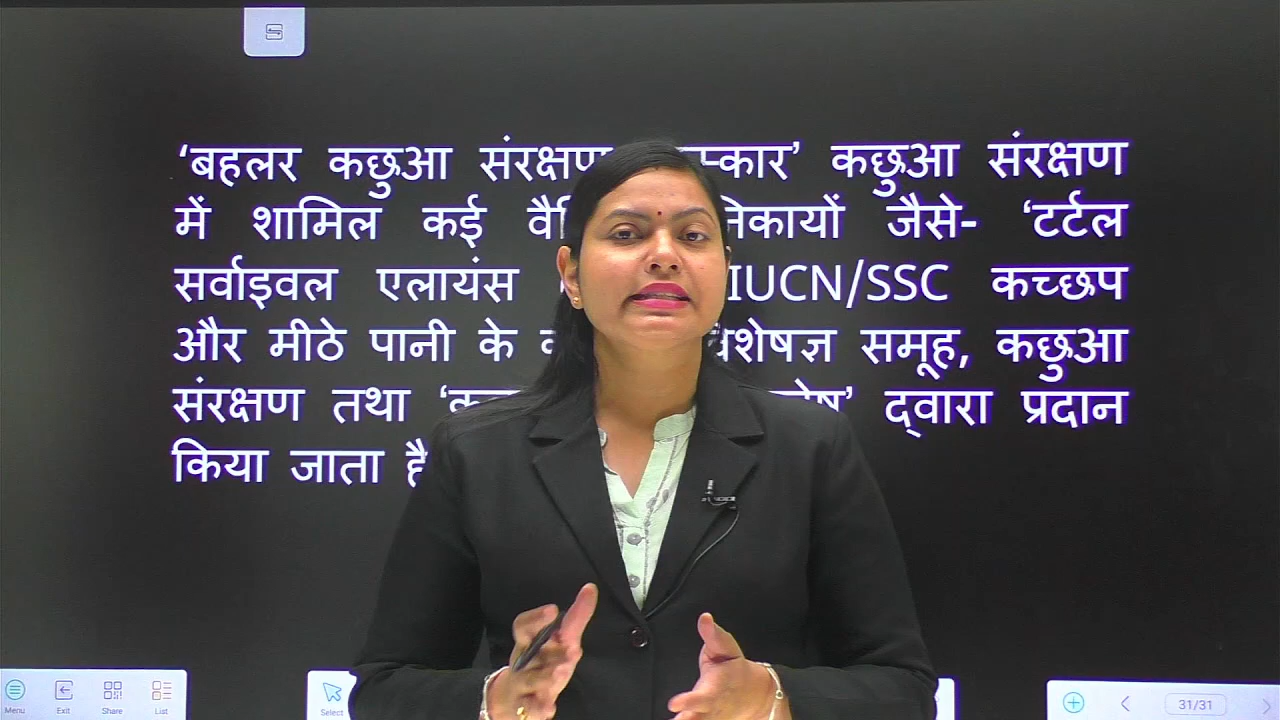 ‘बहलर कछुआ संरक्षण कछुआ संरक्षण
में शामिल कई जैसे- ‘टर्टल
सर्वाइवल एलायंस IUCN/SSC कच्छप
और मीठे पानी के समूह, कछुआ
संरक्षण तथा द्वारा प्रदान
किया जाता
Menu
Exit
Share
List
Select
31/31